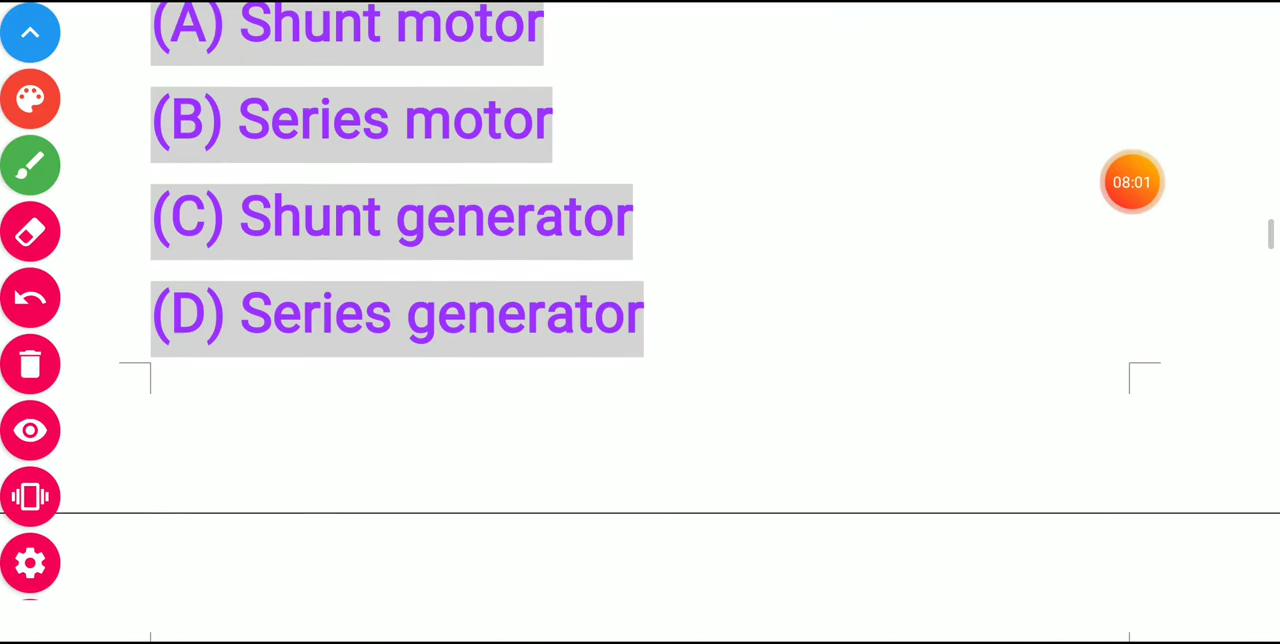 (A) Shunt motor
(B) Series motor
08:01
(C) Shunt generator
(D) Series generator